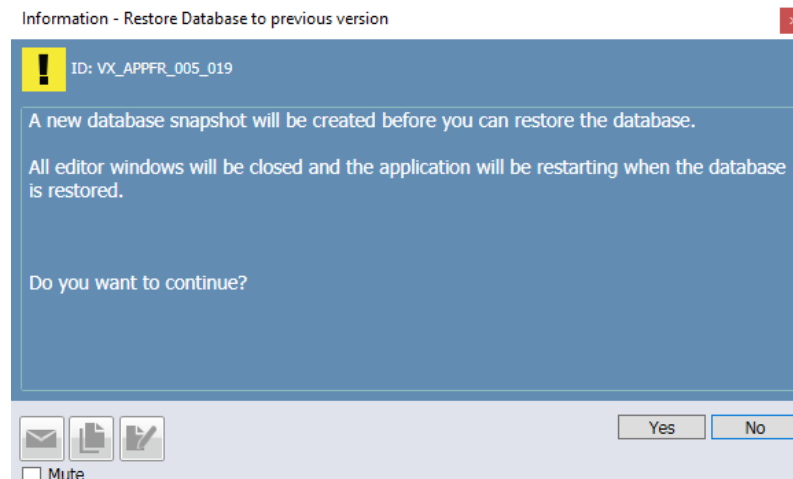 Information - Restore Database to previous version
ID: VX_APPFR_005_019
A new database snapshot will be created before you can restore the database.
All editor windows will be closed and the application will be restarting when the database
is restored.
Do you want to continue?
Yes No
Mute